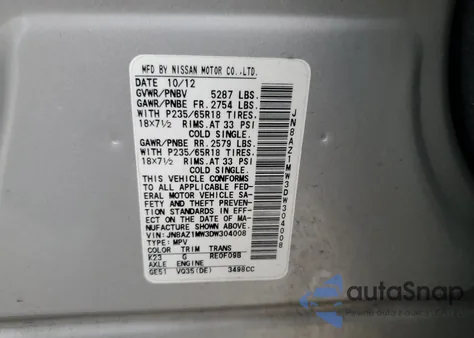 MFD BY NISSAN MOTOR CO.,LTD.
DATE 10/12
GVWR/PNBV 5287 LBS.
GAWR/PNBE FR. 2754 LBS.
WITH P235/65R18 TIRES.
18X7½ RIMS.AT 33 PSI
COLD SINGLE.
GAWR/PNBE RR. 2579 LBS.
WITH P235/65R18 TIRES.
18X7½ RIMS.AT 33 PSI
COLD SINGLE.
THIS VEHICLE CONFORMS
TO ALL APPLICABLE FED-
ERAL MOTOR VEHICLE SA-
FETY AND THEFT PREVEN-
TION STANDARDS IN EFF-
ECT ON THE DATE OF MA-
NUFACTURE SHOWN ABOVE.
VIN:JN8AZ1MW3DW304008
TYPE:MPV
COLOR TRIM TRANS
K23 G RE0F09B
AXLE ENGINE
GE51 VQ35(DE) 3498CC
JN8AZ1MW3DW304008
autoSnap